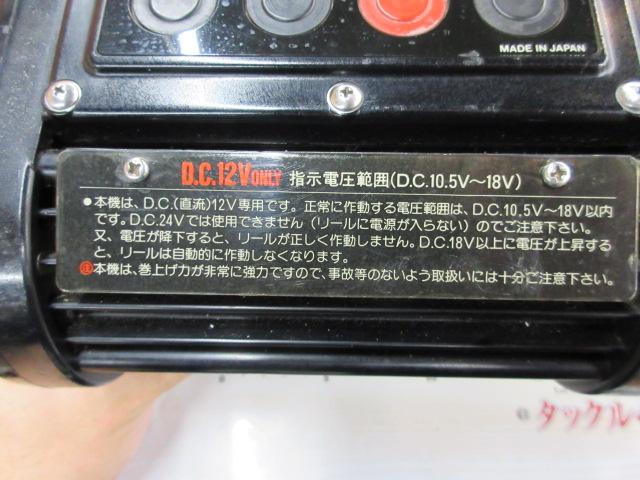 MADE IN JAPAN
D.C.12V ONLY 指示電圧範囲(D.C.10.5V〜18V)
●本機は、D.C.(直流)12V専用です。正常に作動する電圧範囲は、D.C.10.5V〜18V以内
です。D.C.24Vでは使用できません（リールに電源が入らない）のでご注意下さい。
又、電圧が降下すると、リールが正しく作動しません。D.C.18V以上に電圧が上昇する
と、リールは自動的に作動しなくなります。
注本機は、巻上げ力が非常に強力ですので、事故等のないよう取扱いには十分ご注意下さい。
タックル